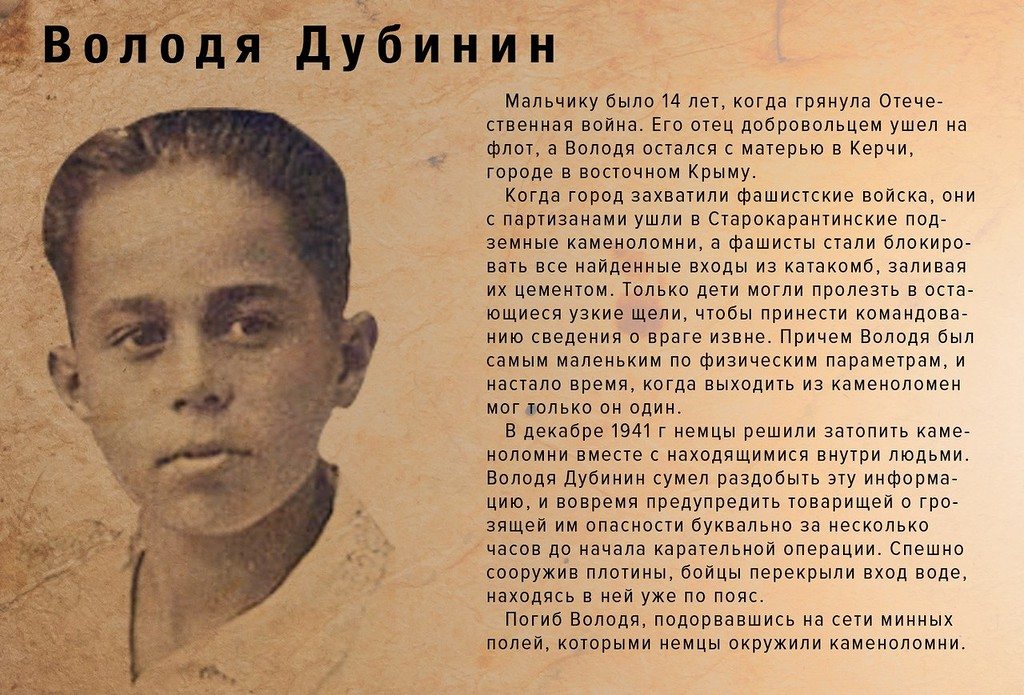 Володя Дубинин
Мальчику было 14 лет, когда грянула Отече-
ственная война. Его отец добровольцем ушел на
флот, а Володя остался с матерью в Керчи,
городе в восточном Крыму.
Когда город захватили фашистские войска, они
с партизанами ушли в Старокарантинские под-
земные каменоломни, а фашисты стали блокиро-
вать все найденные входы из катакомб, заливая
их цементом. Только дети могли пролезть в оста-
ющиеся узкие щели, чтобы принести командова-
нию сведения о враге извне. Причем Володя был
самым маленьким по физическим параметрам, и
настало время, когда выходить из каменоломен
мог только он один.
В декабре 1941 г немцы решили затопить каме-
ноломни вместе с находящимися внутри людьми.
Володя Дубинин сумел раздобыть эту информа-
цию, и вовремя предупредить товарищей о гро-
зящей им опасности буквально за несколько
часов до начала карательной операции. Спешно
соорудив плотины, бойцы перекрыли вход воде,
находясь в ней уже по пояс.
Погиб Володя, подорвавшись на сети минных
полей, которыми немцы окружили каменоломни.